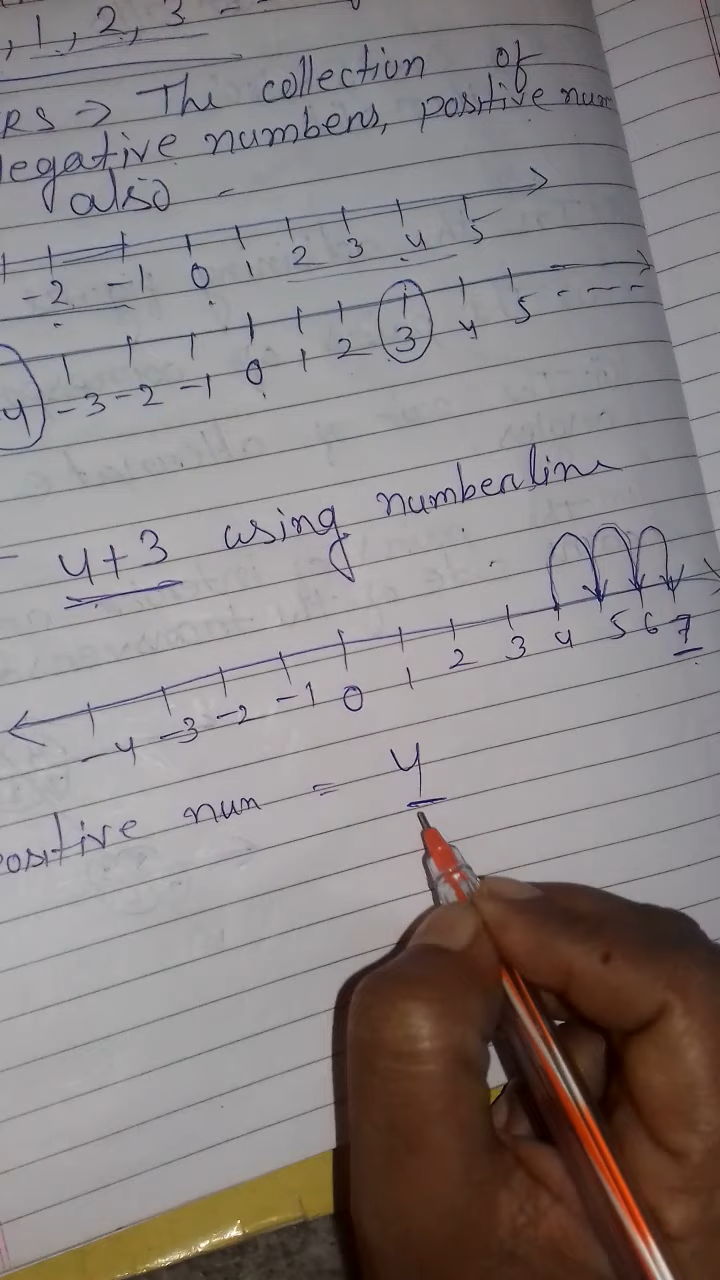 , 1, 2, 3 - -
RS → The collection of
Negative numbers, positive num
also -
-2 -1 0 1 2 3 4 5
4 -3 -2 -1 0 1 2 3 4 5 - - - -
- 4+3 using numberline
-4 -3 -2 -1 0 1 2 3 4 5 6 7
positive num = 4